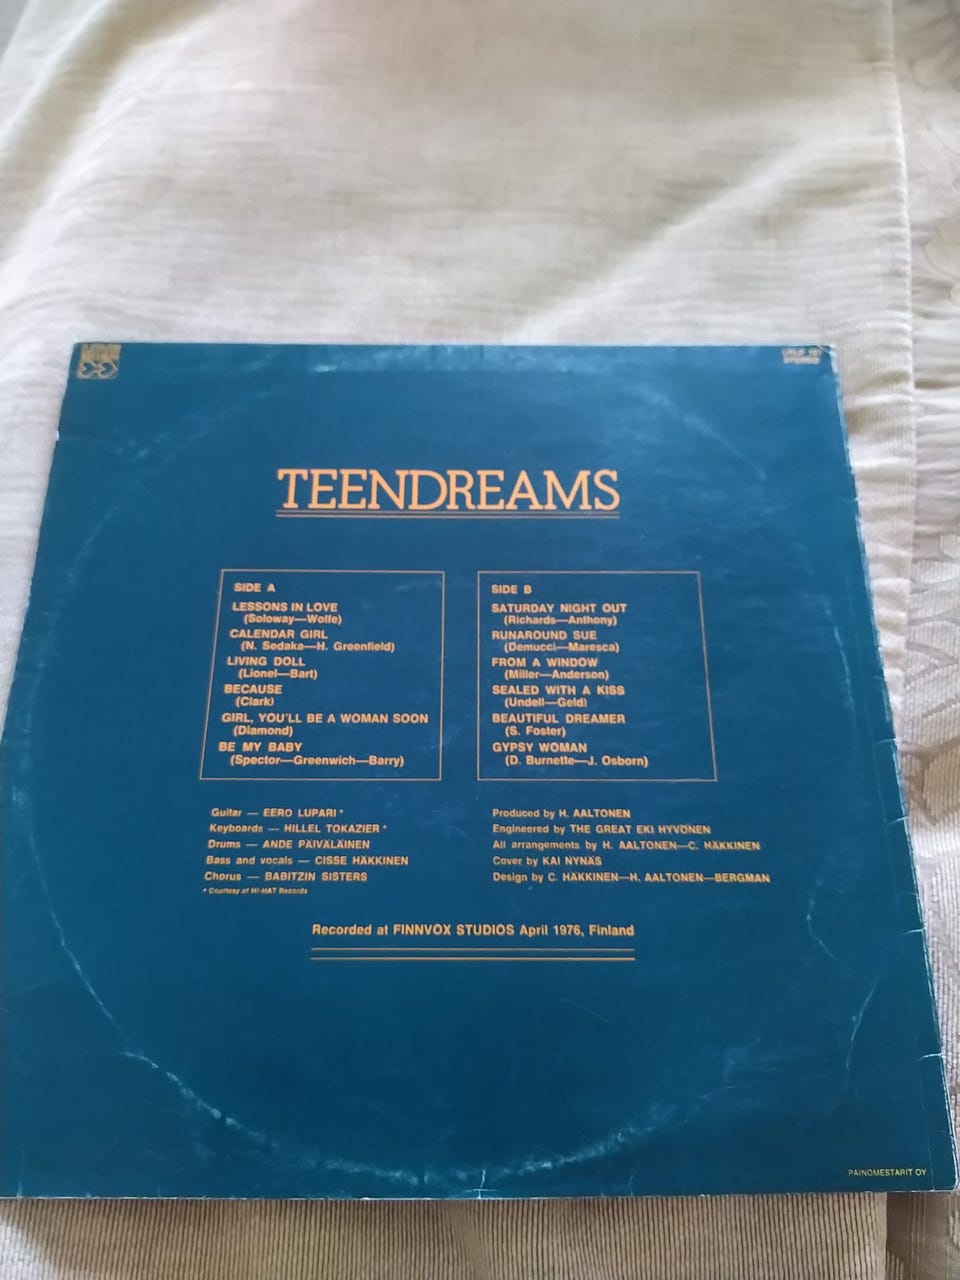 STEREO
TEENDREAMS
SIDE A
LESSONS IN LOVE
(Soloway—Wolfe)
CALENDAR GIRL
(N. Sedaka—H. Greenfield)
LIVING DOLL
(Lionel—Bart)
BECAUSE
(Clark)
GIRL, YOU'LL BE A WOMAN SOON
(Diamond)
BE MY BABY
(Spector—Greenwich—Barry)
SIDE B
SATURDAY NIGHT OUT
(Richards—Anthony)
RUNAROUND SUE
(Demucci—Maresca)
FROM A WINDOW
(Miller—Anderson)
SEALED WITH A KISS
(Undell—Geld)
BEAUTIFUL DREAMER
(S. Foster)
GYPSY WOMAN
(D. Burnette—J. Osborn)
Guitar — EERO LUPARI *
Keyboards — HILLEL TOKAZIER *
Drums — ANDE PÄIVÄLÄINEN
Bass and vocals — CISSE HÄKKINEN
Chorus — BABITZIN SISTERS
* Courtesy of HI-HAT Records
Produced by H. AALTONEN
Engineered by THE GREAT EKI HYVÖNEN
All arrangements by H. AALTONEN—C. HÄKKINEN
Cover by KAI NYNÄS
Design by C. HÄKKINEN—H. AALTONEN—BERGMAN
Recorded at FINNVOX STUDIOS April 1976, Finland
PAINOMESTARIT OY